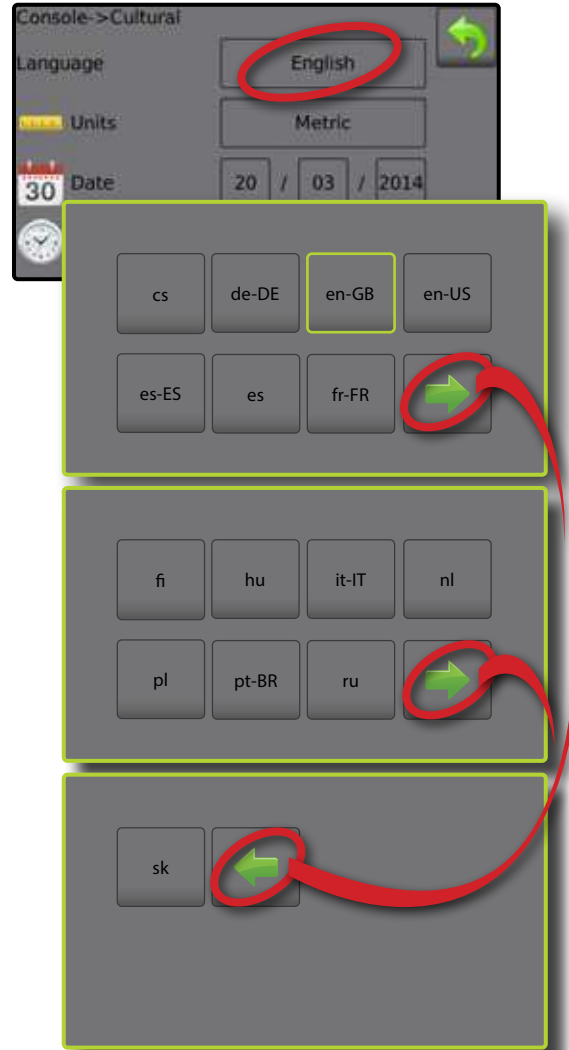 Console->Cultural
Language English
Units Metric
30 Date 20 / 03 / 2014
cs de-DE en-GB en-US
es-ES es fr-FR
fi hu it-IT nl
pl pt-BR ru
sk